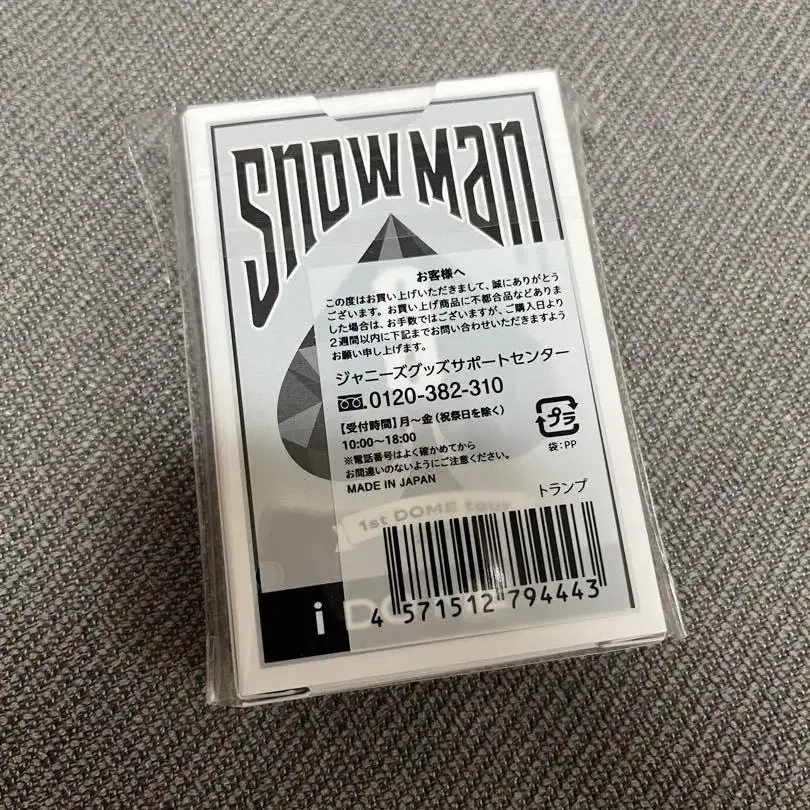 Snow Man
お客様へ
この度はお買い上げいただきまして、誠にありがとう
ございます。お買い上げ商品に不都合品などありま
した場合は、お手数ではございますが、ご購入日より
2週間以内に下記までお問い合わせいただきますよう
お願い申し上げます。
ジャニーズグッズサポートセンター
0120-382-310
【受付時間】月〜金（祝祭日を除く）
10:00〜18:00
※電話番号はよく確かめてから
お間違いのないようにご注意ください。
MADE IN JAPAN
プラ
袋：PP
トランプ
1st DOME tour
i DO
4 571512 794443